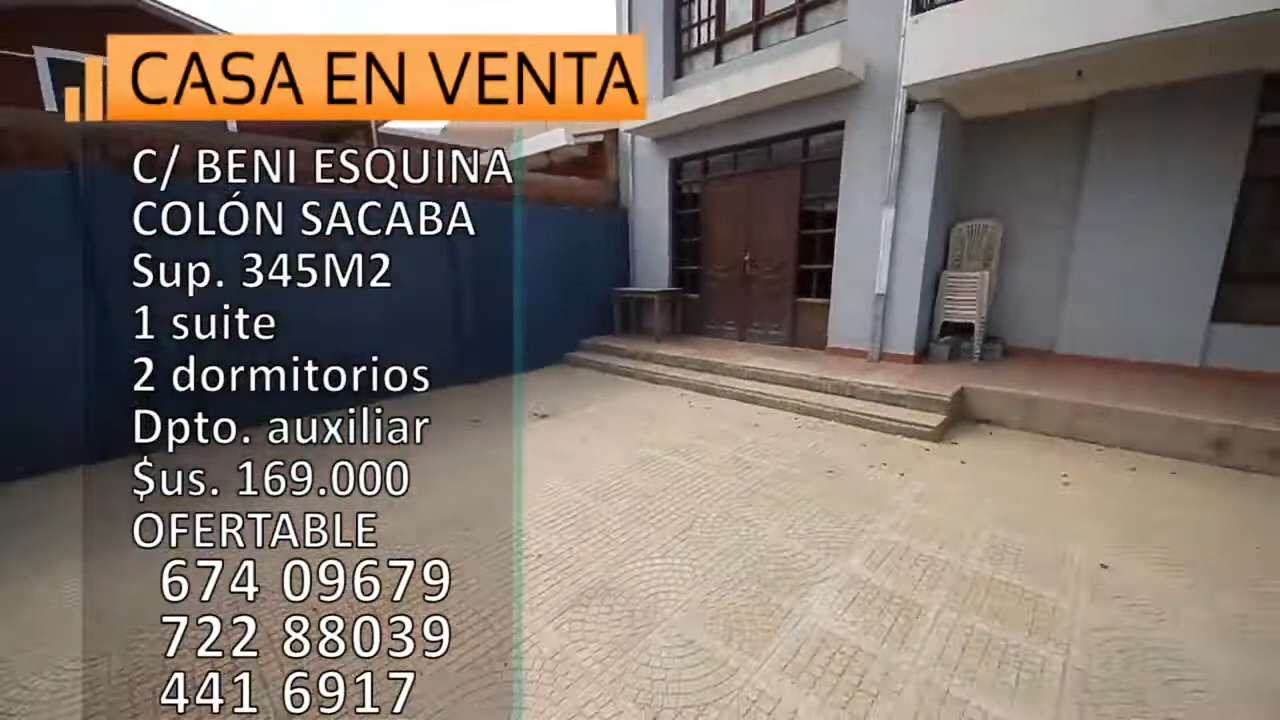 CASA EN VENTA
C/ BENI ESQUINA
COLÓN SACABA
Sup. 345M2
1 suite
2 dormitorios
Dpto. auxiliar
$us. 169.000
OFERTABLE
674 09679
722 88039
441 6917